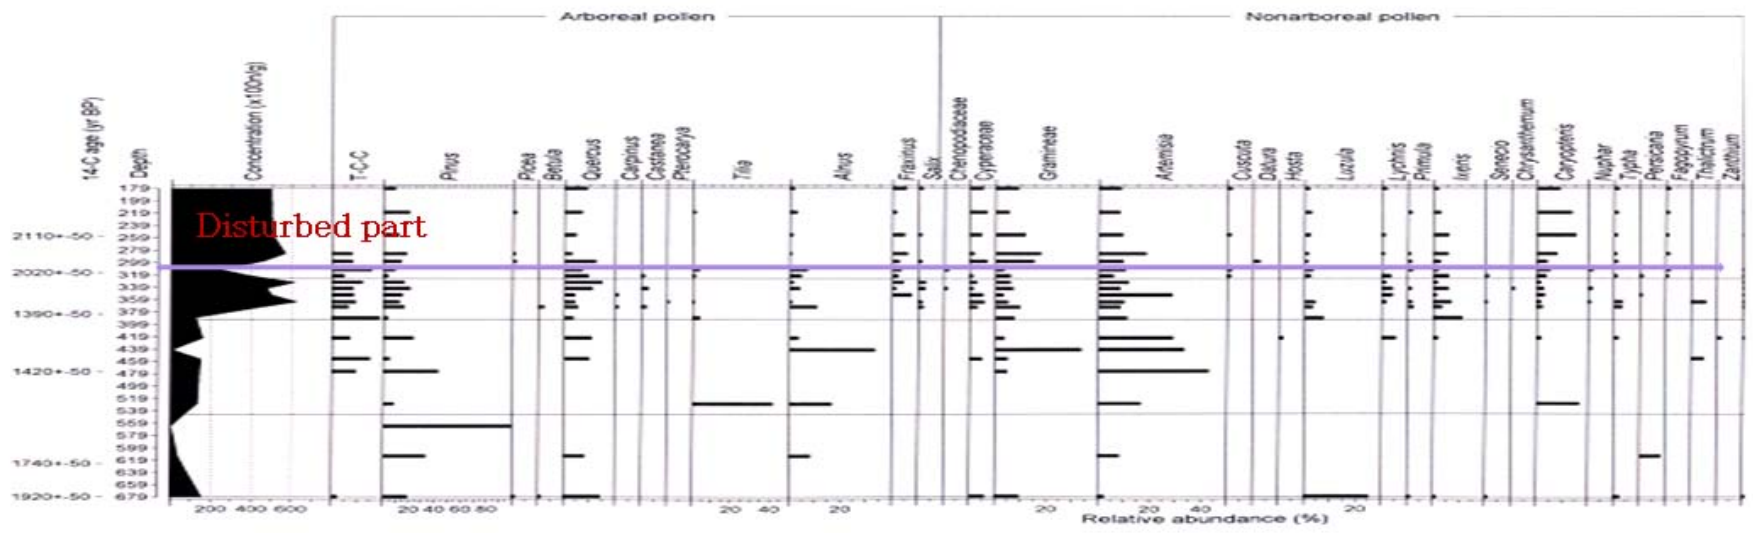 Arboreal pollen
Nonarboreal pollen
14-C age (yr BP)
Depth
Concentration (x100n/g)
T-C-C
Pinus
Picea
Betula
Quercus
Carpinus
Castanea
Pterocarya
Tilia
Alnus
Fraxinus
Salix
Chenopodiaceae
Cyperaceae
Gramineae
Artemisia
Cuscuta
Datura
Hosta
Luzula
Lychnis
Primula
Ixeris
Senecio
Chrysanthemum
Caryopteris
Nuphar
Typha
Persicaria
Fagopyrum
Thalictrum
Zanthium
179
199
219
Disturbed part
239
2110+-50
259
279
299
2020+-50
319
339
359
379
1390+-50
399
419
439
459
1420+-50
479
499
519
539
559
579
599
619
1740+-50
639
659
1920+-50
679
200 400 600
20 40 60 80
20 40
20
20
20 40
20
Relative abundance (%)